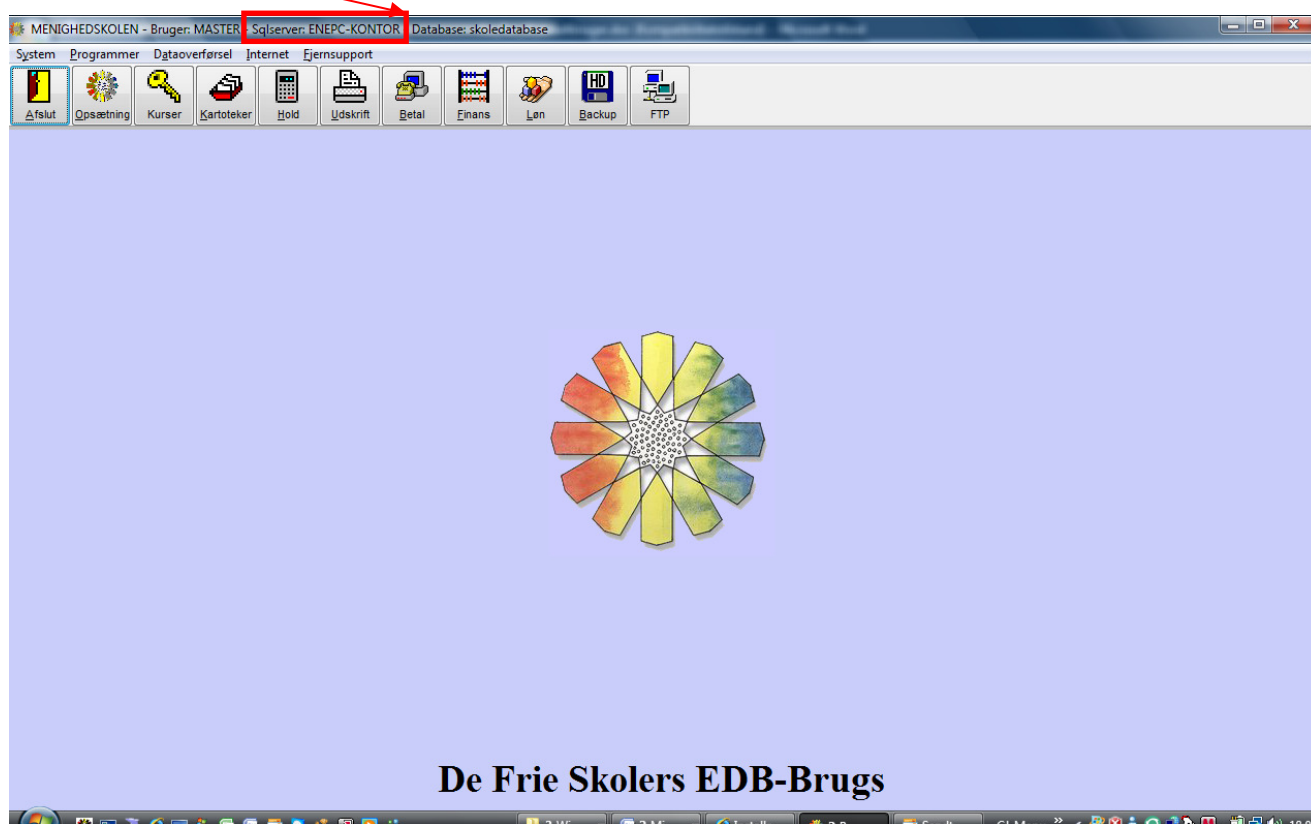 MENIGHEDSKOLEN - Bruger: MASTER - Sqlserver: ENEPC-KONTOR Database: skoledatabase
System Programmer Dataoverførsel Internet Fjernsupport
Afslut Opsætning Kurser Kartoteker Hold Udskrift Betal Finans Løn Backup FTP
HD
De Frie Skolers EDB-Brugs